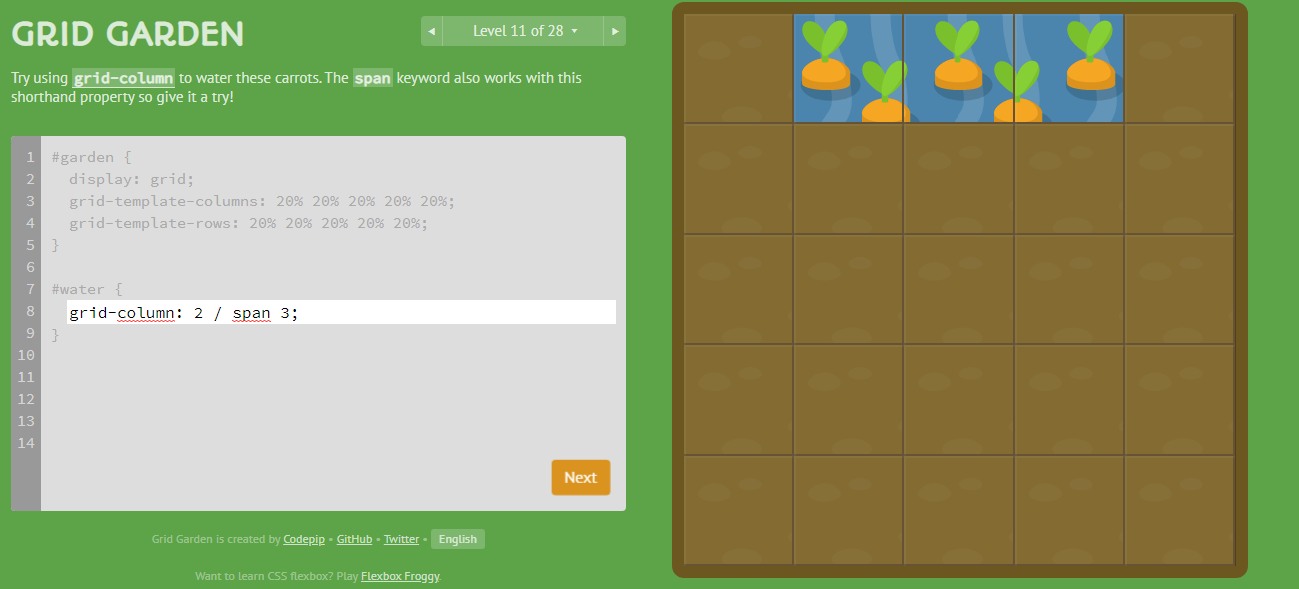 GRID GARDEN
◄ Level 11 of 28 ▾ ►
Try using grid-column to water these carrots. The span keyword also works with this
shorthand property so give it a try!
1 #garden {
2 display: grid;
3 grid-template-columns: 20% 20% 20% 20% 20%;
4 grid-template-rows: 20% 20% 20% 20% 20%;
5 }
6
7 #water {
8 grid-column: 2 / span 3;
9 }
10
11
12
13
14
Next
Grid Garden is created by Codepip • GitHub • Twitter • English
Want to learn CSS flexbox? Play Flexbox Froggy.